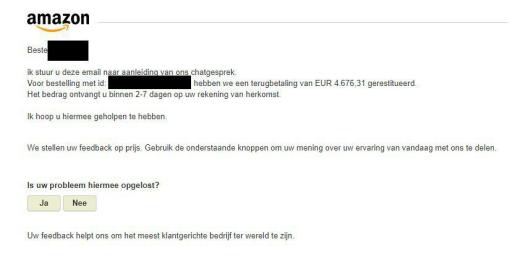 amazon
Beste
ik stuur u deze email naar aanleiding van ons chatgesprek.
Voor bestelling met id: hebben we een terugbetaling van EUR 4.676,31 gerestitueerd.
Het bedrag ontvangt u binnen 2-7 dagen op uw rekening van herkomst.
Ik hoop u hiermee geholpen te hebben.
We stellen uw feedback op prijs. Gebruik de onderstaande knoppen om uw mening over uw ervaring van vandaag met ons te delen.
Is uw probleem hiermee opgelost?
Ja Nee
Uw feedback helpt ons om het meest klantgerichte bedrijf ter wereld te zijn.